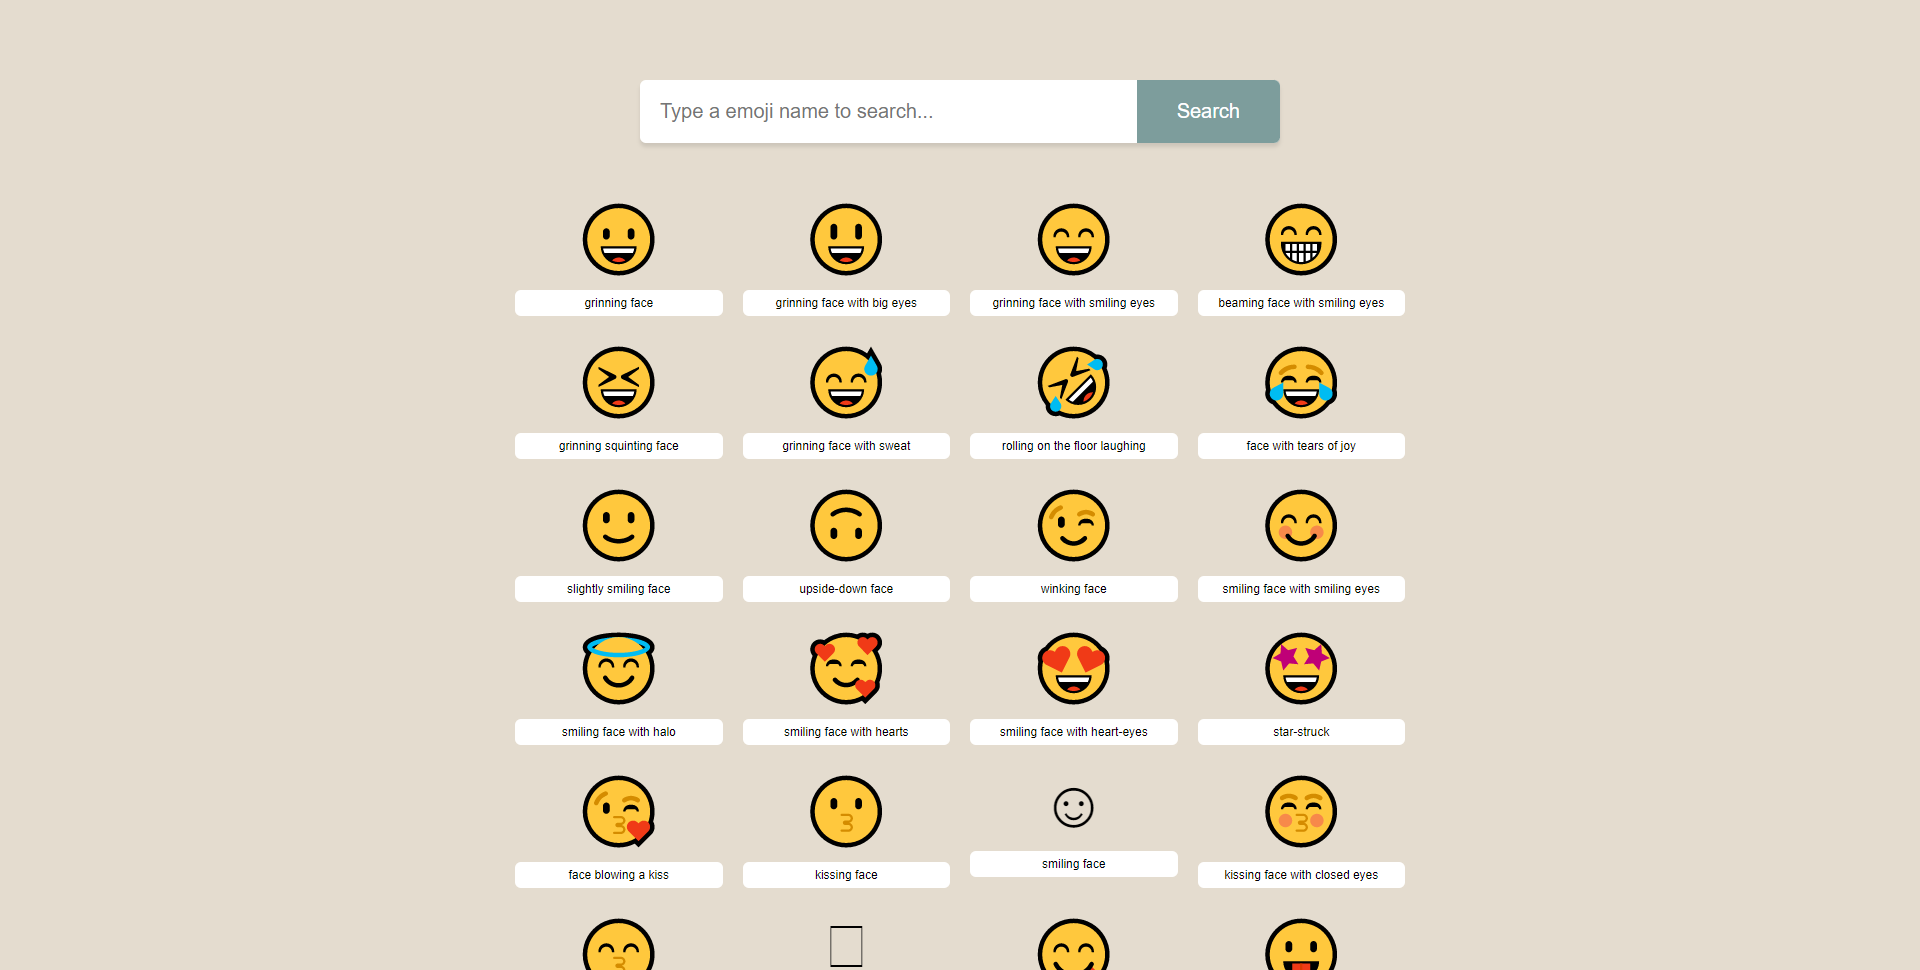 Type a emoji name to search...
Search
grinning face
grinning face with big eyes
grinning face with smiling eyes
beaming face with smiling eyes
grinning squinting face
grinning face with sweat
rolling on the floor laughing
face with tears of joy
slightly smiling face
upside-down face
winking face
smiling face with smiling eyes
smiling face with halo
smiling face with hearts
smiling face with heart-eyes
star-struck
face blowing a kiss
kissing face
smiling face
kissing face with closed eyes